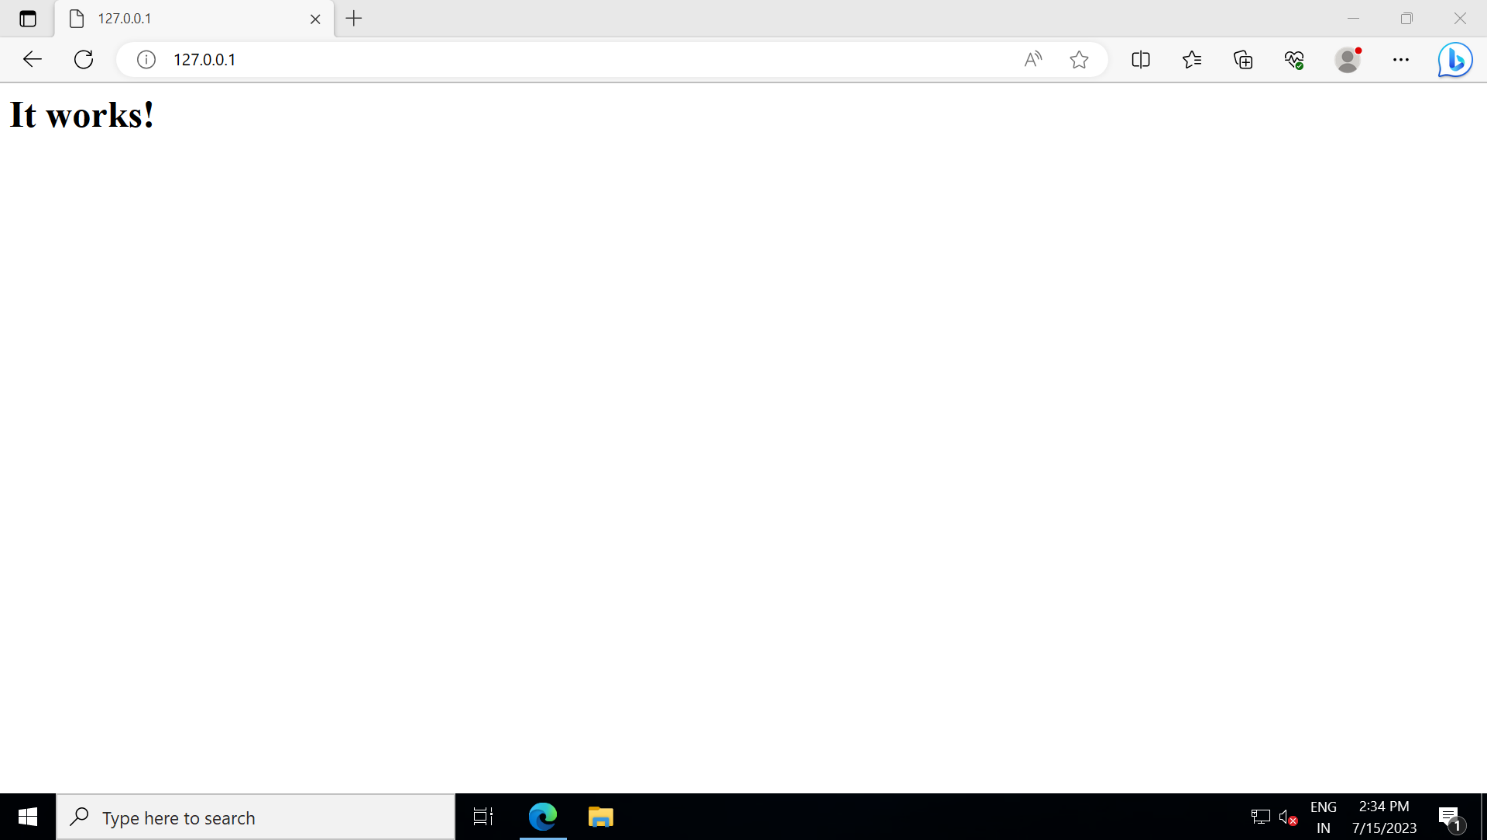 127.0.0.1
127.0.0.1
It works!
Type here to search
ENG
IN
2:34 PM
7/15/2023
1